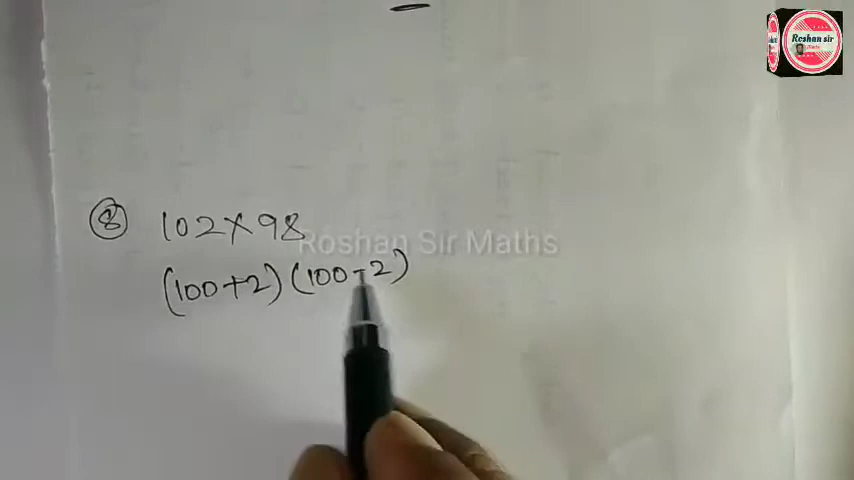 Roshan sir
⑧ 102×98
Roshan Sir Maths
(100+2)(100-2)